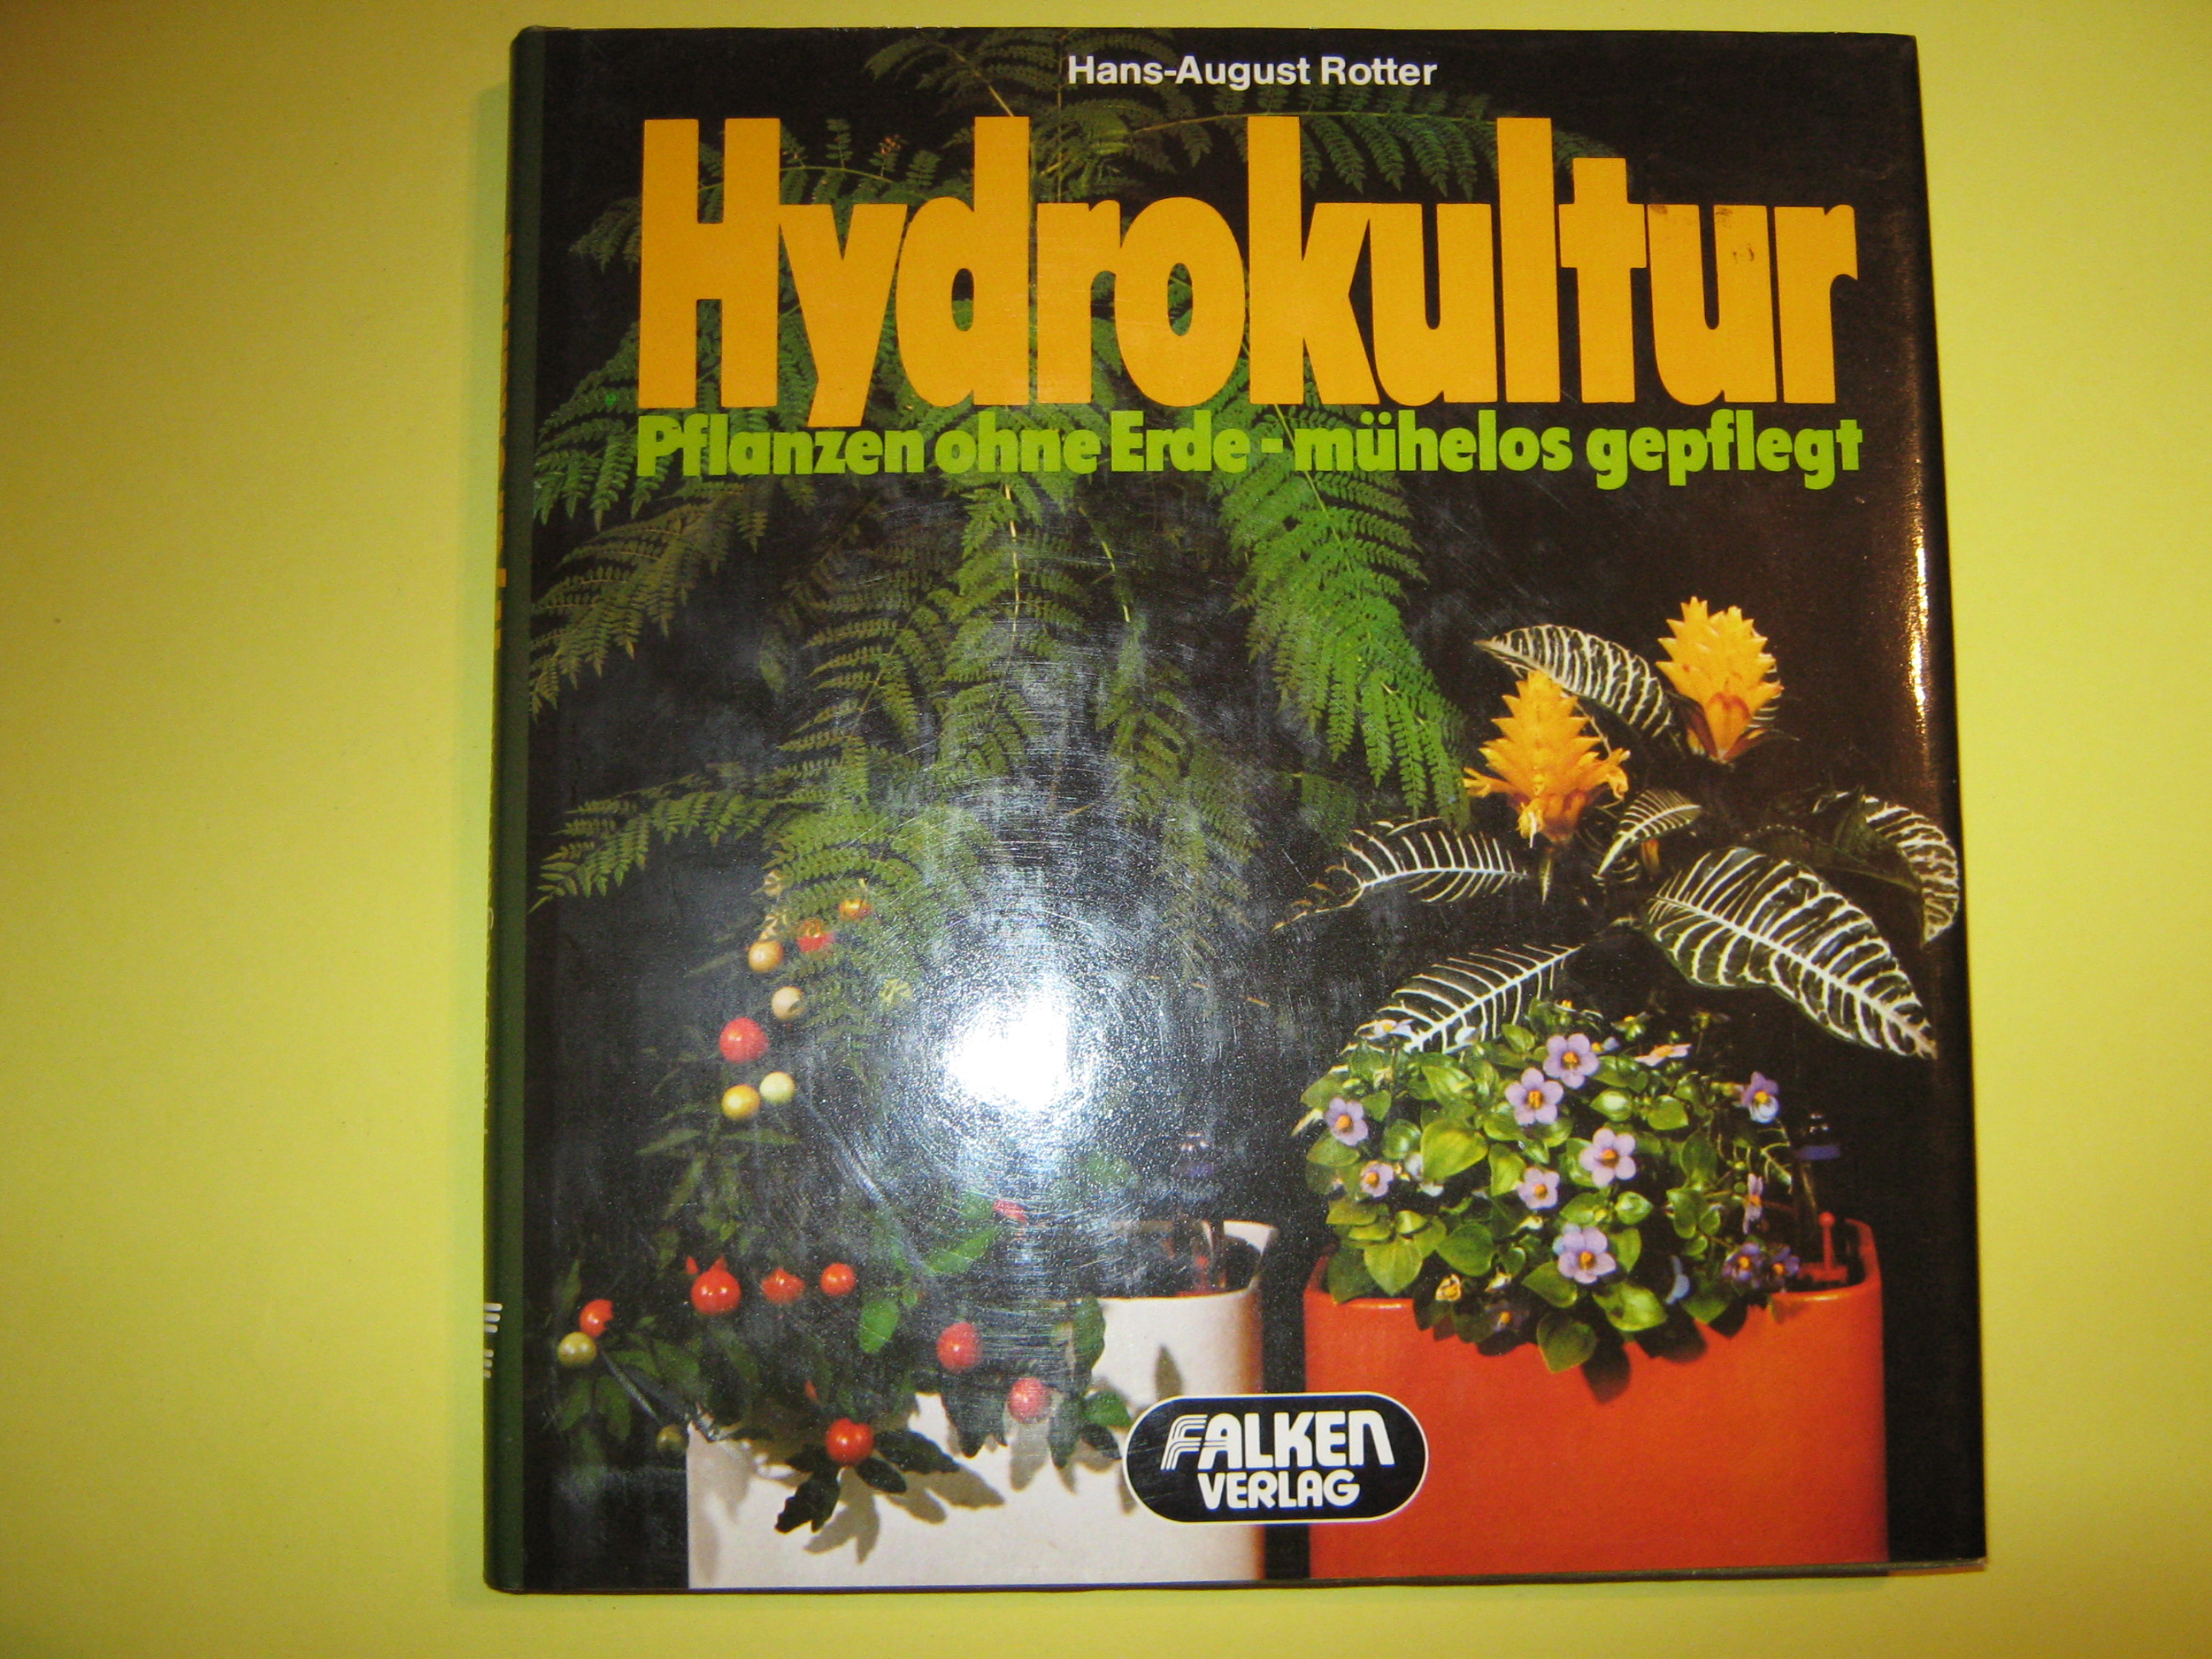 Hans-August Rotter
Hydrokultur
Pflanzen ohne Erde - mühelos gepflegt
FALKEN
VERLAG